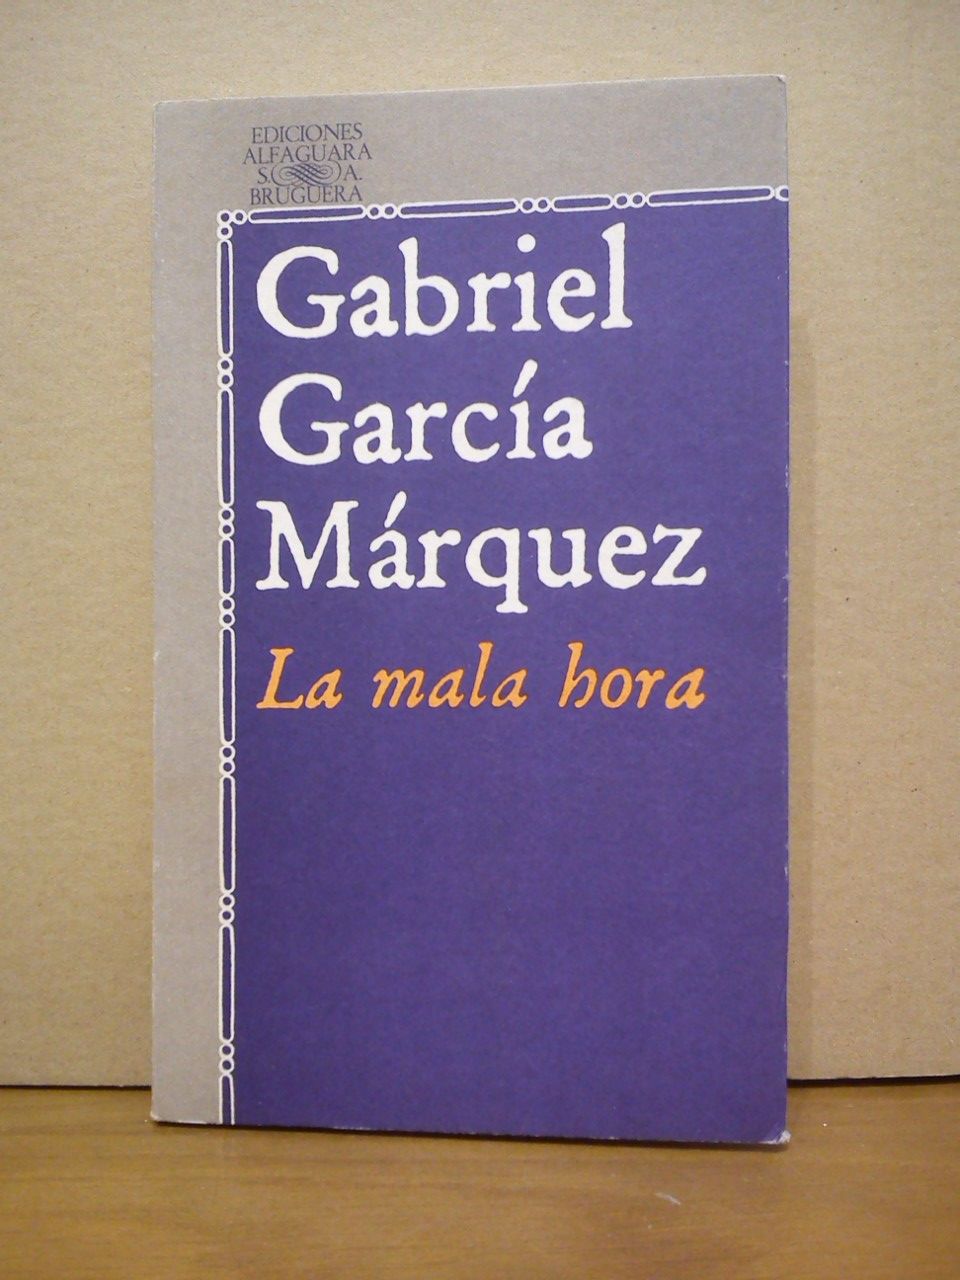 EDICIONES
ALFAGUARA
S. A.
BRUGUERA
Gabriel
García
Márquez
La mala hora